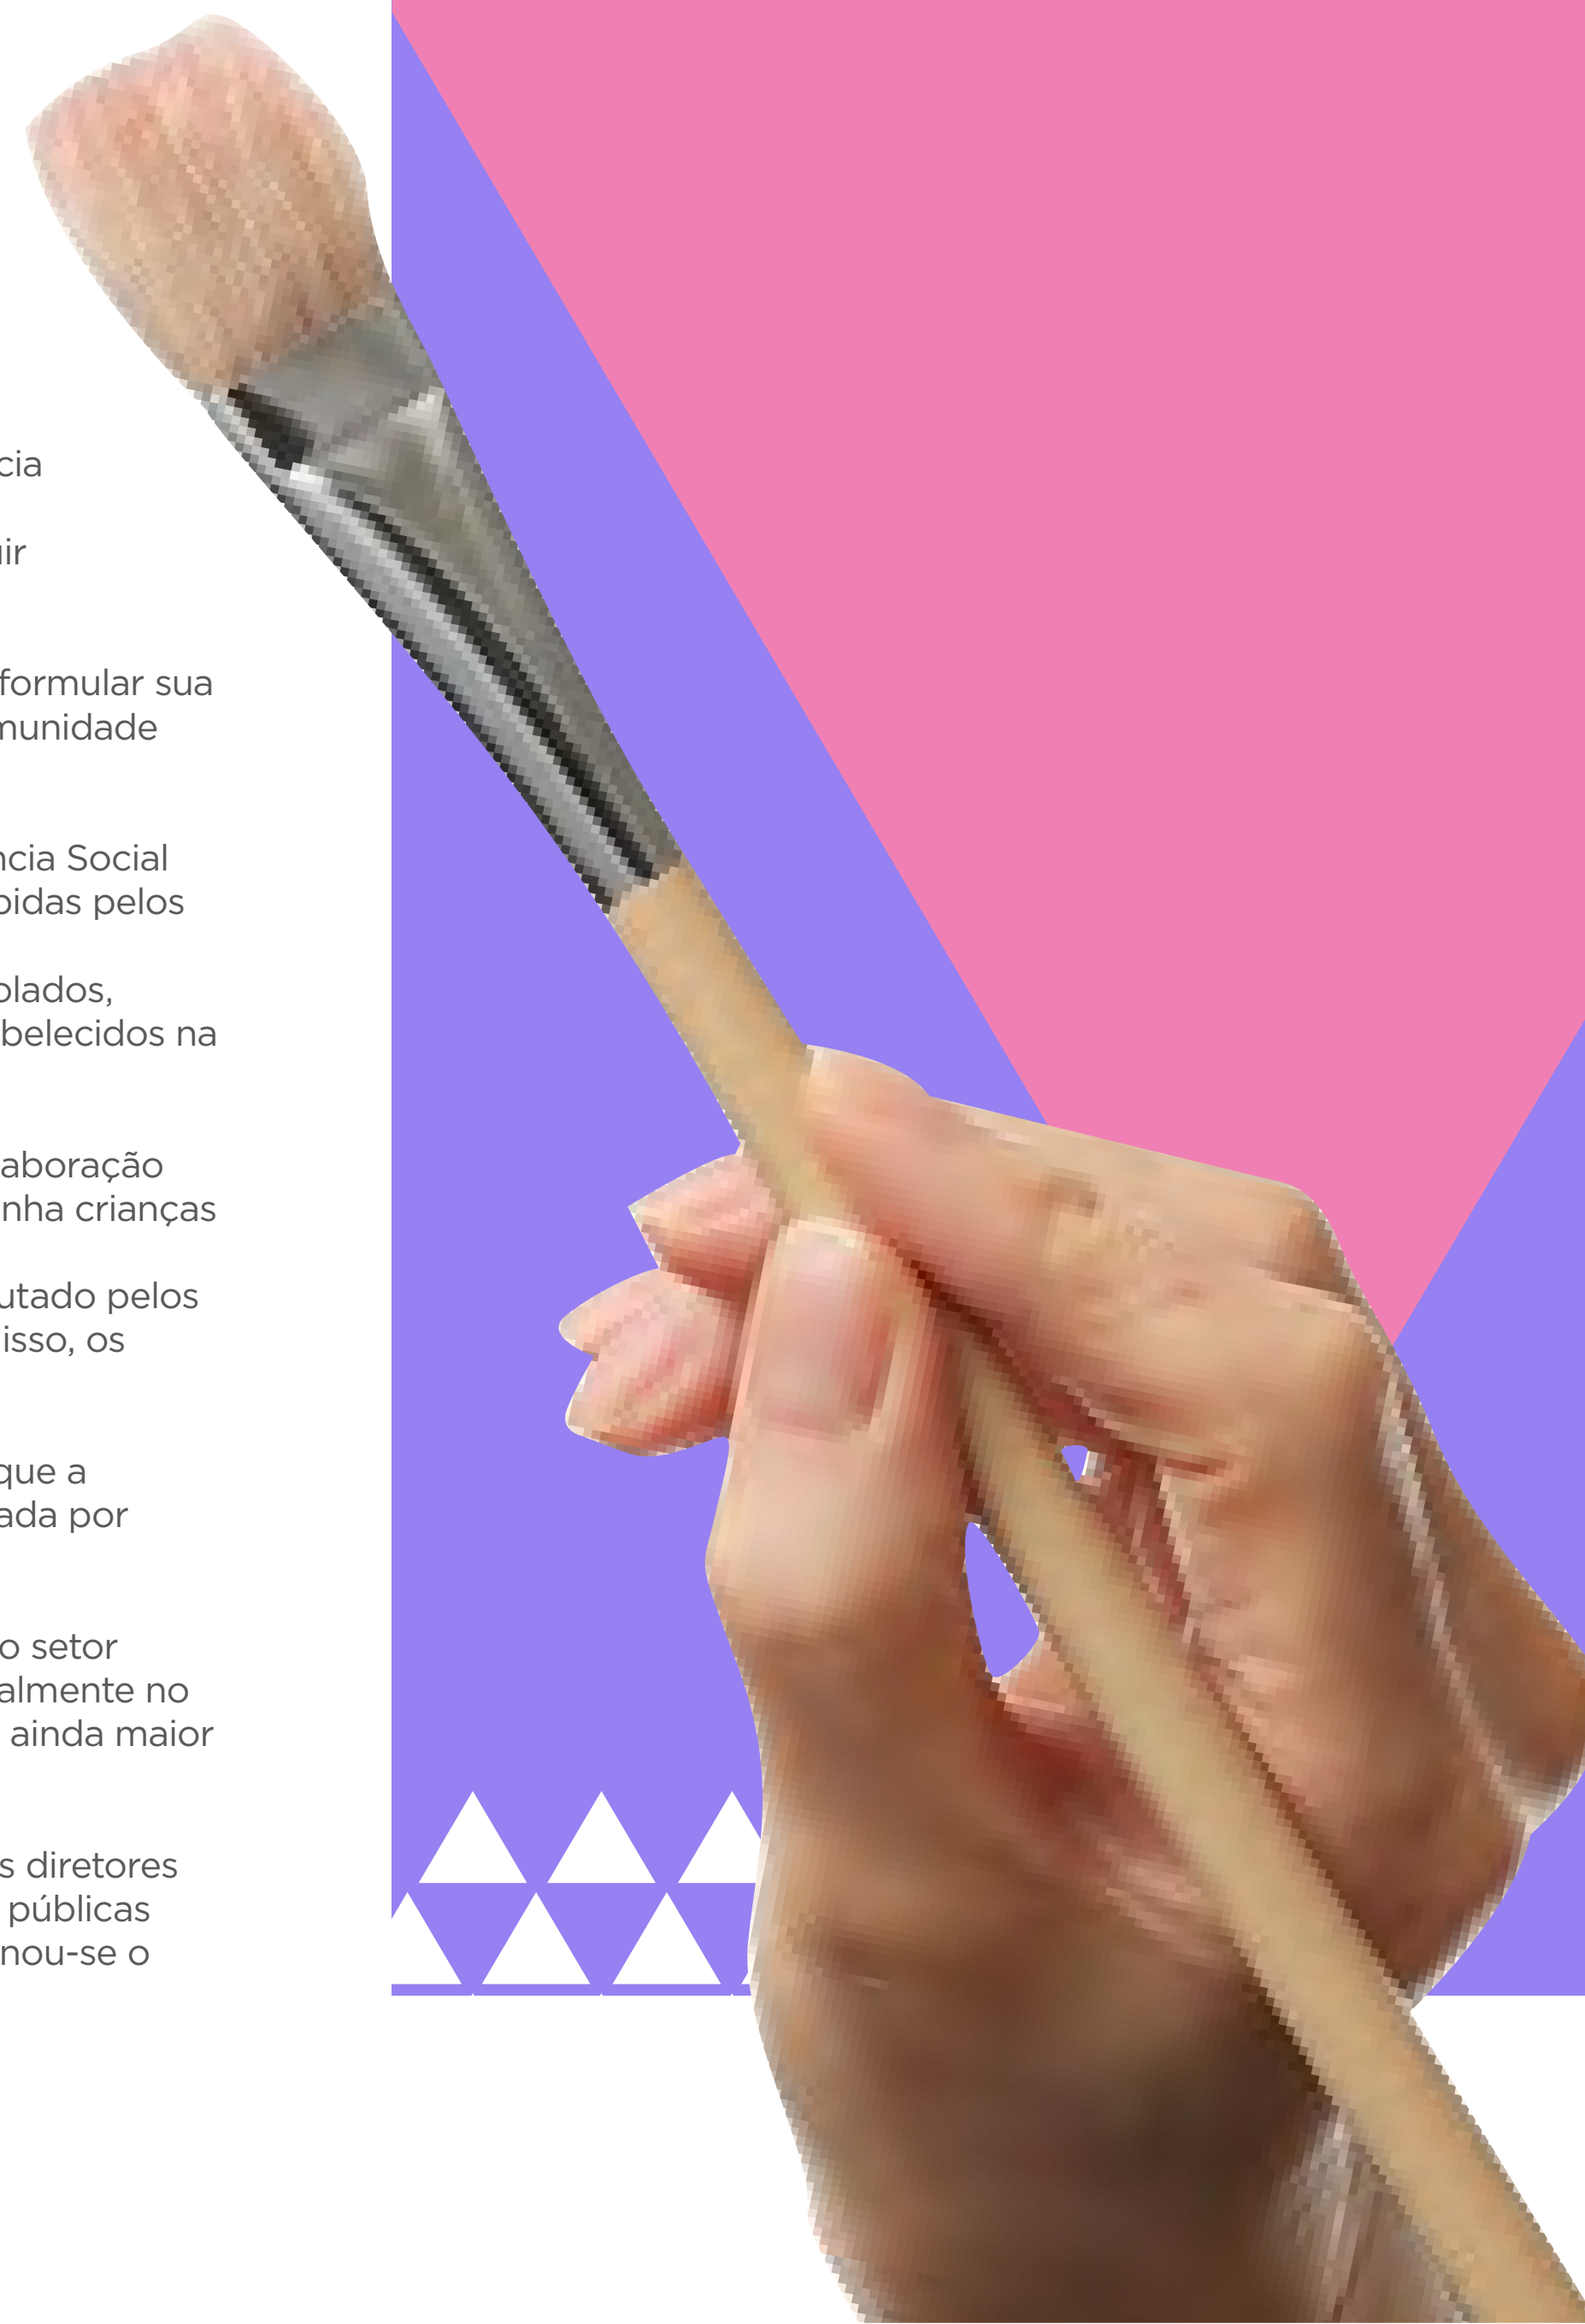 cia
ir
formular sua
munidade
ncia Social
bidas pelos
olados,
belecidos na
aboração
nha crianças
utado pelos
isso, os
que a
ada por
o setor
almente no
ainda maior
s diretores
públicas
nou-se o